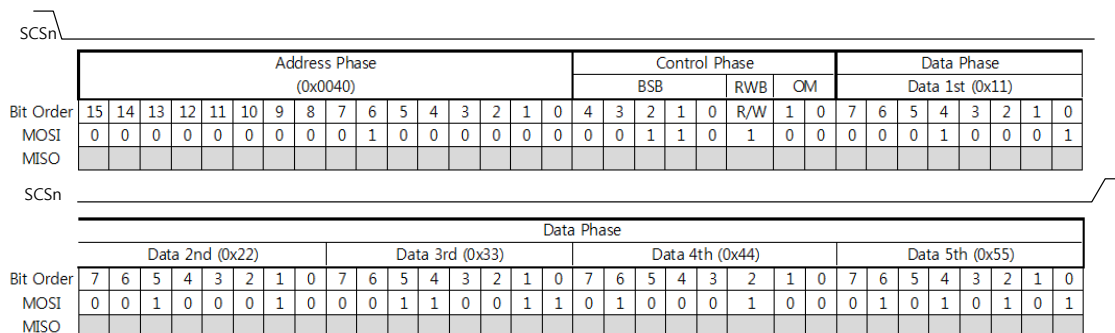 SCSn
Address Phase Control Phase Data Phase
(0x0040) BSB RWB OM Data 1st (0x11)
Bit Order 15 14 13 12 11 10 9 8 7 6 5 4 3 2 1 0 4 3 2 1 0 R/W 1 0 7 6 5 4 3 2 1 0
MOSI 0 0 0 0 0 0 0 0 0 1 0 0 0 0 0 0 0 0 1 1 0 1 0 0 0 0 0 1 0 0 0 1
MISO
SCSn
Data Phase
Data 2nd (0x22) Data 3rd (0x33) Data 4th (0x44) Data 5th (0x55)
Bit Order 7 6 5 4 3 2 1 0 7 6 5 4 3 2 1 0 7 6 5 4 3 2 1 0 7 6 5 4 3 2 1 0
MOSI 0 0 1 0 0 0 1 0 0 0 1 1 0 0 1 1 0 1 0 0 0 1 0 0 0 1 0 1 0 1 0 1
MISO